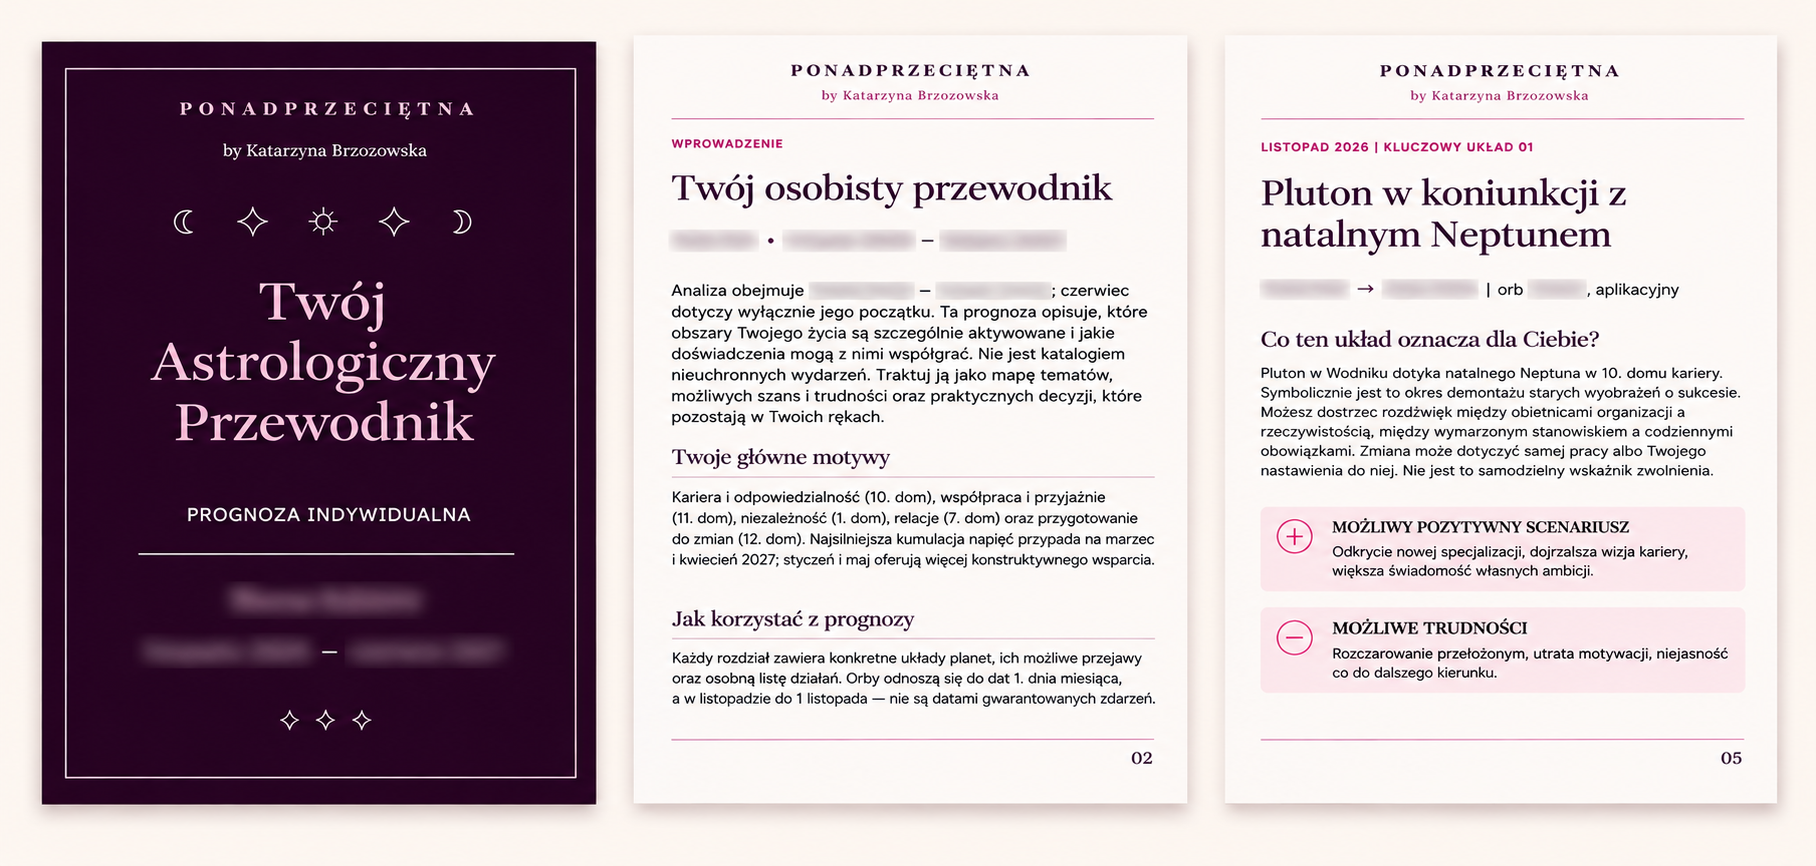 PONADPRZECIĘTNA
by Katarzyna Brzozowska
Twój
Astrologiczny
Przewodnik
PROGNOZA INDYWIDUALNA
—
PONADPRZECIĘTNA
by Katarzyna Brzozowska
WPROWADZENIE
Twój osobisty przewodnik
• —
Analiza obejmuje — ; czerwiec
dotyczy wyłącznie jego początku. Ta prognoza opisuje, które
obszary Twojego życia są szczególnie aktywowane i jakie
doświadczenia mogą z nimi współgrać. Nie jest katalogiem
nieuchronnych wydarzeń. Traktuj ją jako mapę tematów,
możliwych szans i trudności oraz praktycznych decyzji, które
pozostają w Twoich rękach.
Twoje główne motywy
Kariera i odpowiedzialność (10. dom), współpraca i przyjaźnie
(11. dom), niezależność (1. dom), relacje (7. dom) oraz przygotowanie
do zmian (12. dom). Najsilniejsza kumulacja napięć przypada na marzec
i kwiecień 2027; styczeń i maj oferują więcej konstruktywnego wsparcia.
Jak korzystać z prognozy
Każdy rozdział zawiera konkretne układy planet, ich możliwe przejawy
oraz osobną listę działań. Orby odnoszą się do dat 1. dnia miesiąca,
a w listopadzie do 1 listopada — nie są datami gwarantowanych zdarzeń.
02
PONADPRZECIĘTNA
by Katarzyna Brzozowska
LISTOPAD 2026 | KLUCZOWY UKŁAD 01
Pluton w koniunkcji z
natalnym Neptunem
→ | orb , aplikacyjny
Co ten układ oznacza dla Ciebie?
Pluton w Wodniku dotyka natalnego Neptuna w 10. domu kariery.
Symbolicznie jest to okres demontażu starych wyobrażeń o sukcesie.
Możesz dostrzec rozdźwięk między obietnicami organizacji a
rzeczywistością, między wymarzonym stanowiskiem a codziennymi
obowiązkami. Zmiana może dotyczyć samej pracy albo Twojego
nastawienia do niej. Nie jest to samodzielny wskaźnik zwolnienia.
MOŻLIWY POZYTYWNY SCENARIUSZ
Odkrycie nowej specjalizacji, dojrzalsza wizja kariery,
większa świadomość własnych ambicji.
MOŻLIWE TRUDNOŚCI
Rozczarowanie przełożonym, utrata motywacji, niejasność
co do dalszego kierunku.
05